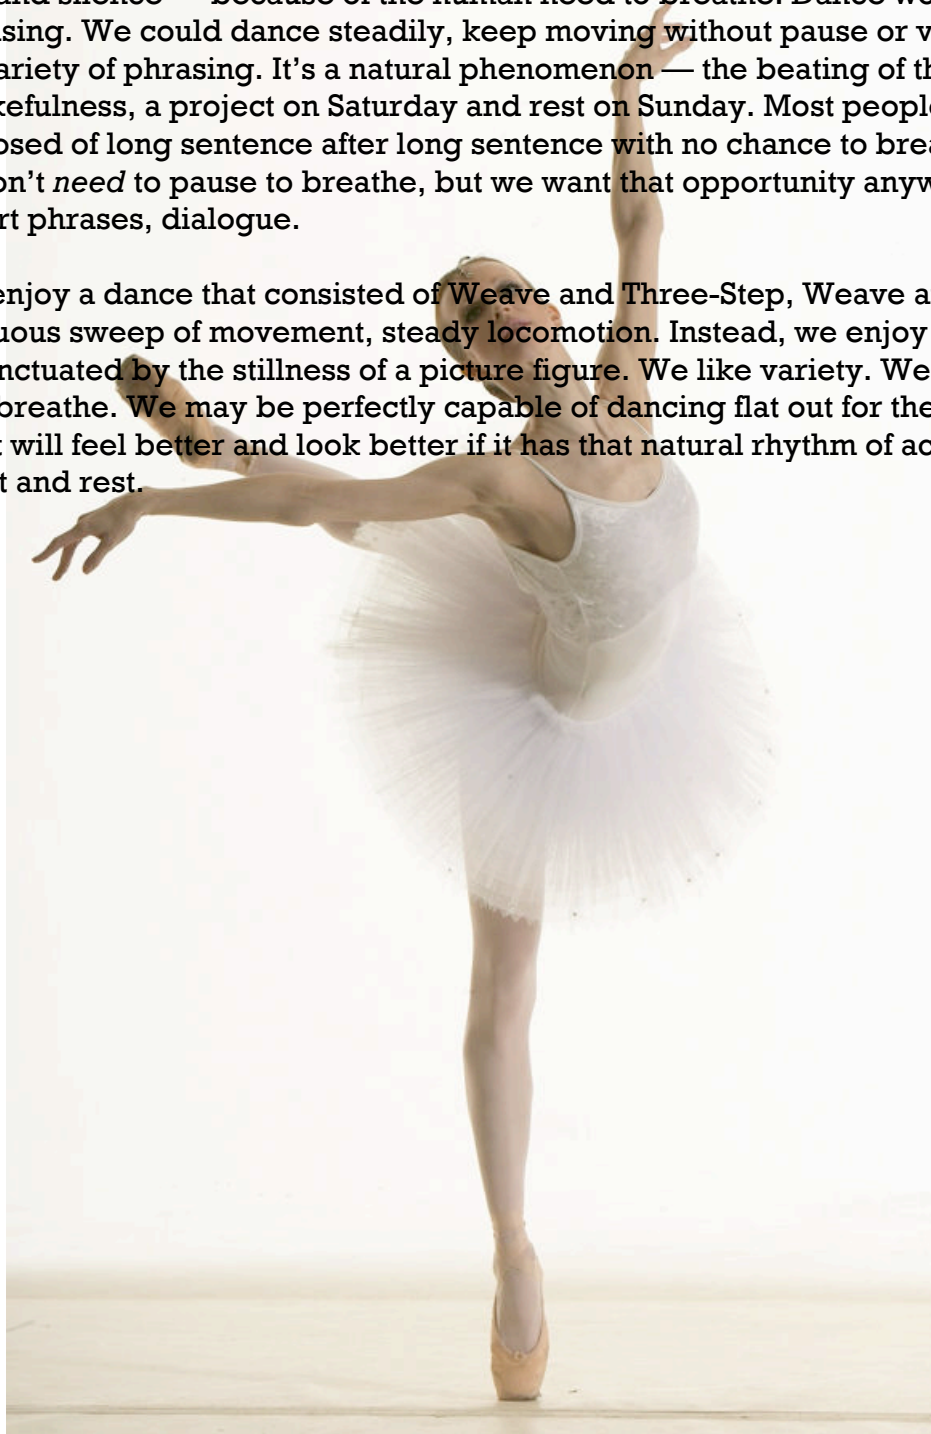 and silence — because of the human need to breathe. Dance we
sing. We could dance steadily, keep moving without pause or v
ariety of phrasing. It’s a natural phenomenon — the beating of th
kefulness, a project on Saturday and rest on Sunday. Most people
osed of long sentence after long sentence with no chance to brea
on’t need to pause to breathe, but we want that opportunity anyw
rt phrases, dialogue.
enjoy a dance that consisted of Weave and Three-Step, Weave a
uous sweep of movement, steady locomotion. Instead, we enjoy
nctuated by the stillness of a picture figure. We like variety. We
breathe. We may be perfectly capable of dancing flat out for the
t will feel better and look better if it has that natural rhythm of ac
t and rest.